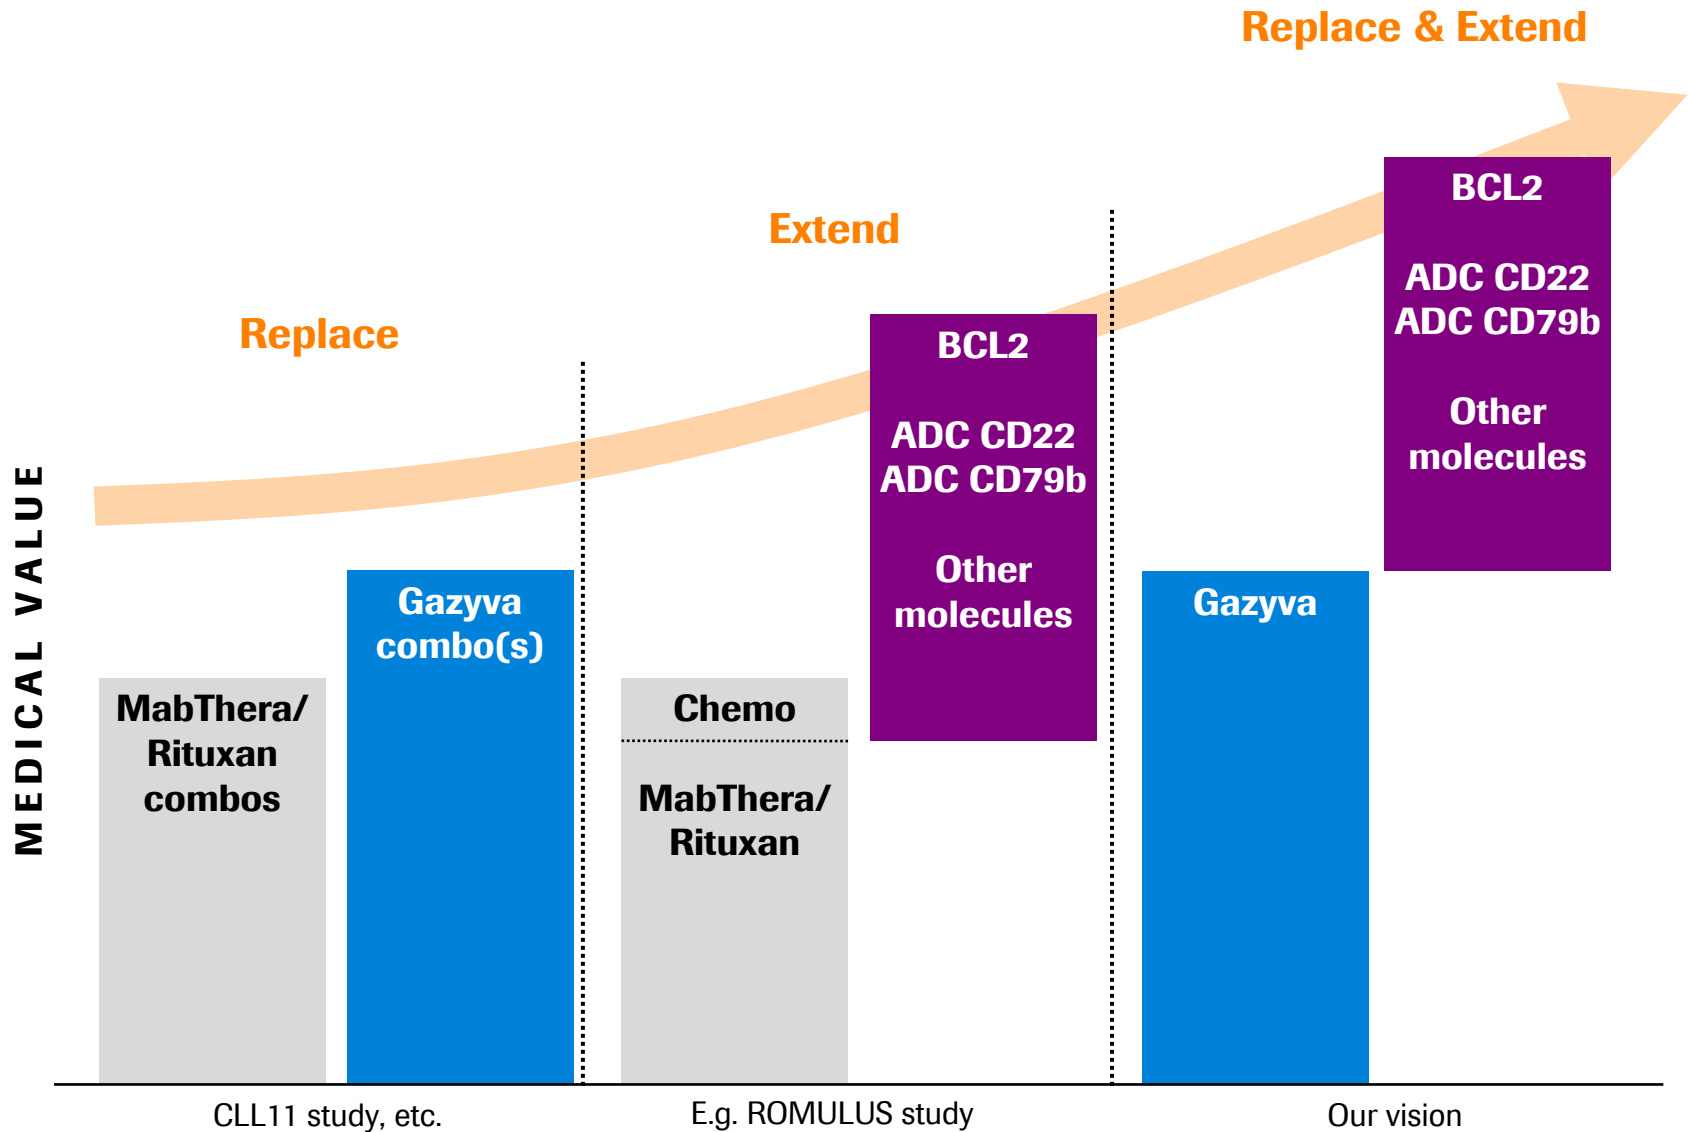 Replace & Extend
Extend
Replace
MEDICAL VALUE
MabThera/
Rituxan
combos
Gazyva
combo(s)
Chemo
MabThera/
Rituxan
BCL2
ADC CD22
ADC CD79b
Other
molecules
Gazyva
BCL2
ADC CD22
ADC CD79b
Other
molecules
CLL11 study, etc.
E.g. ROMULUS study
Our vision